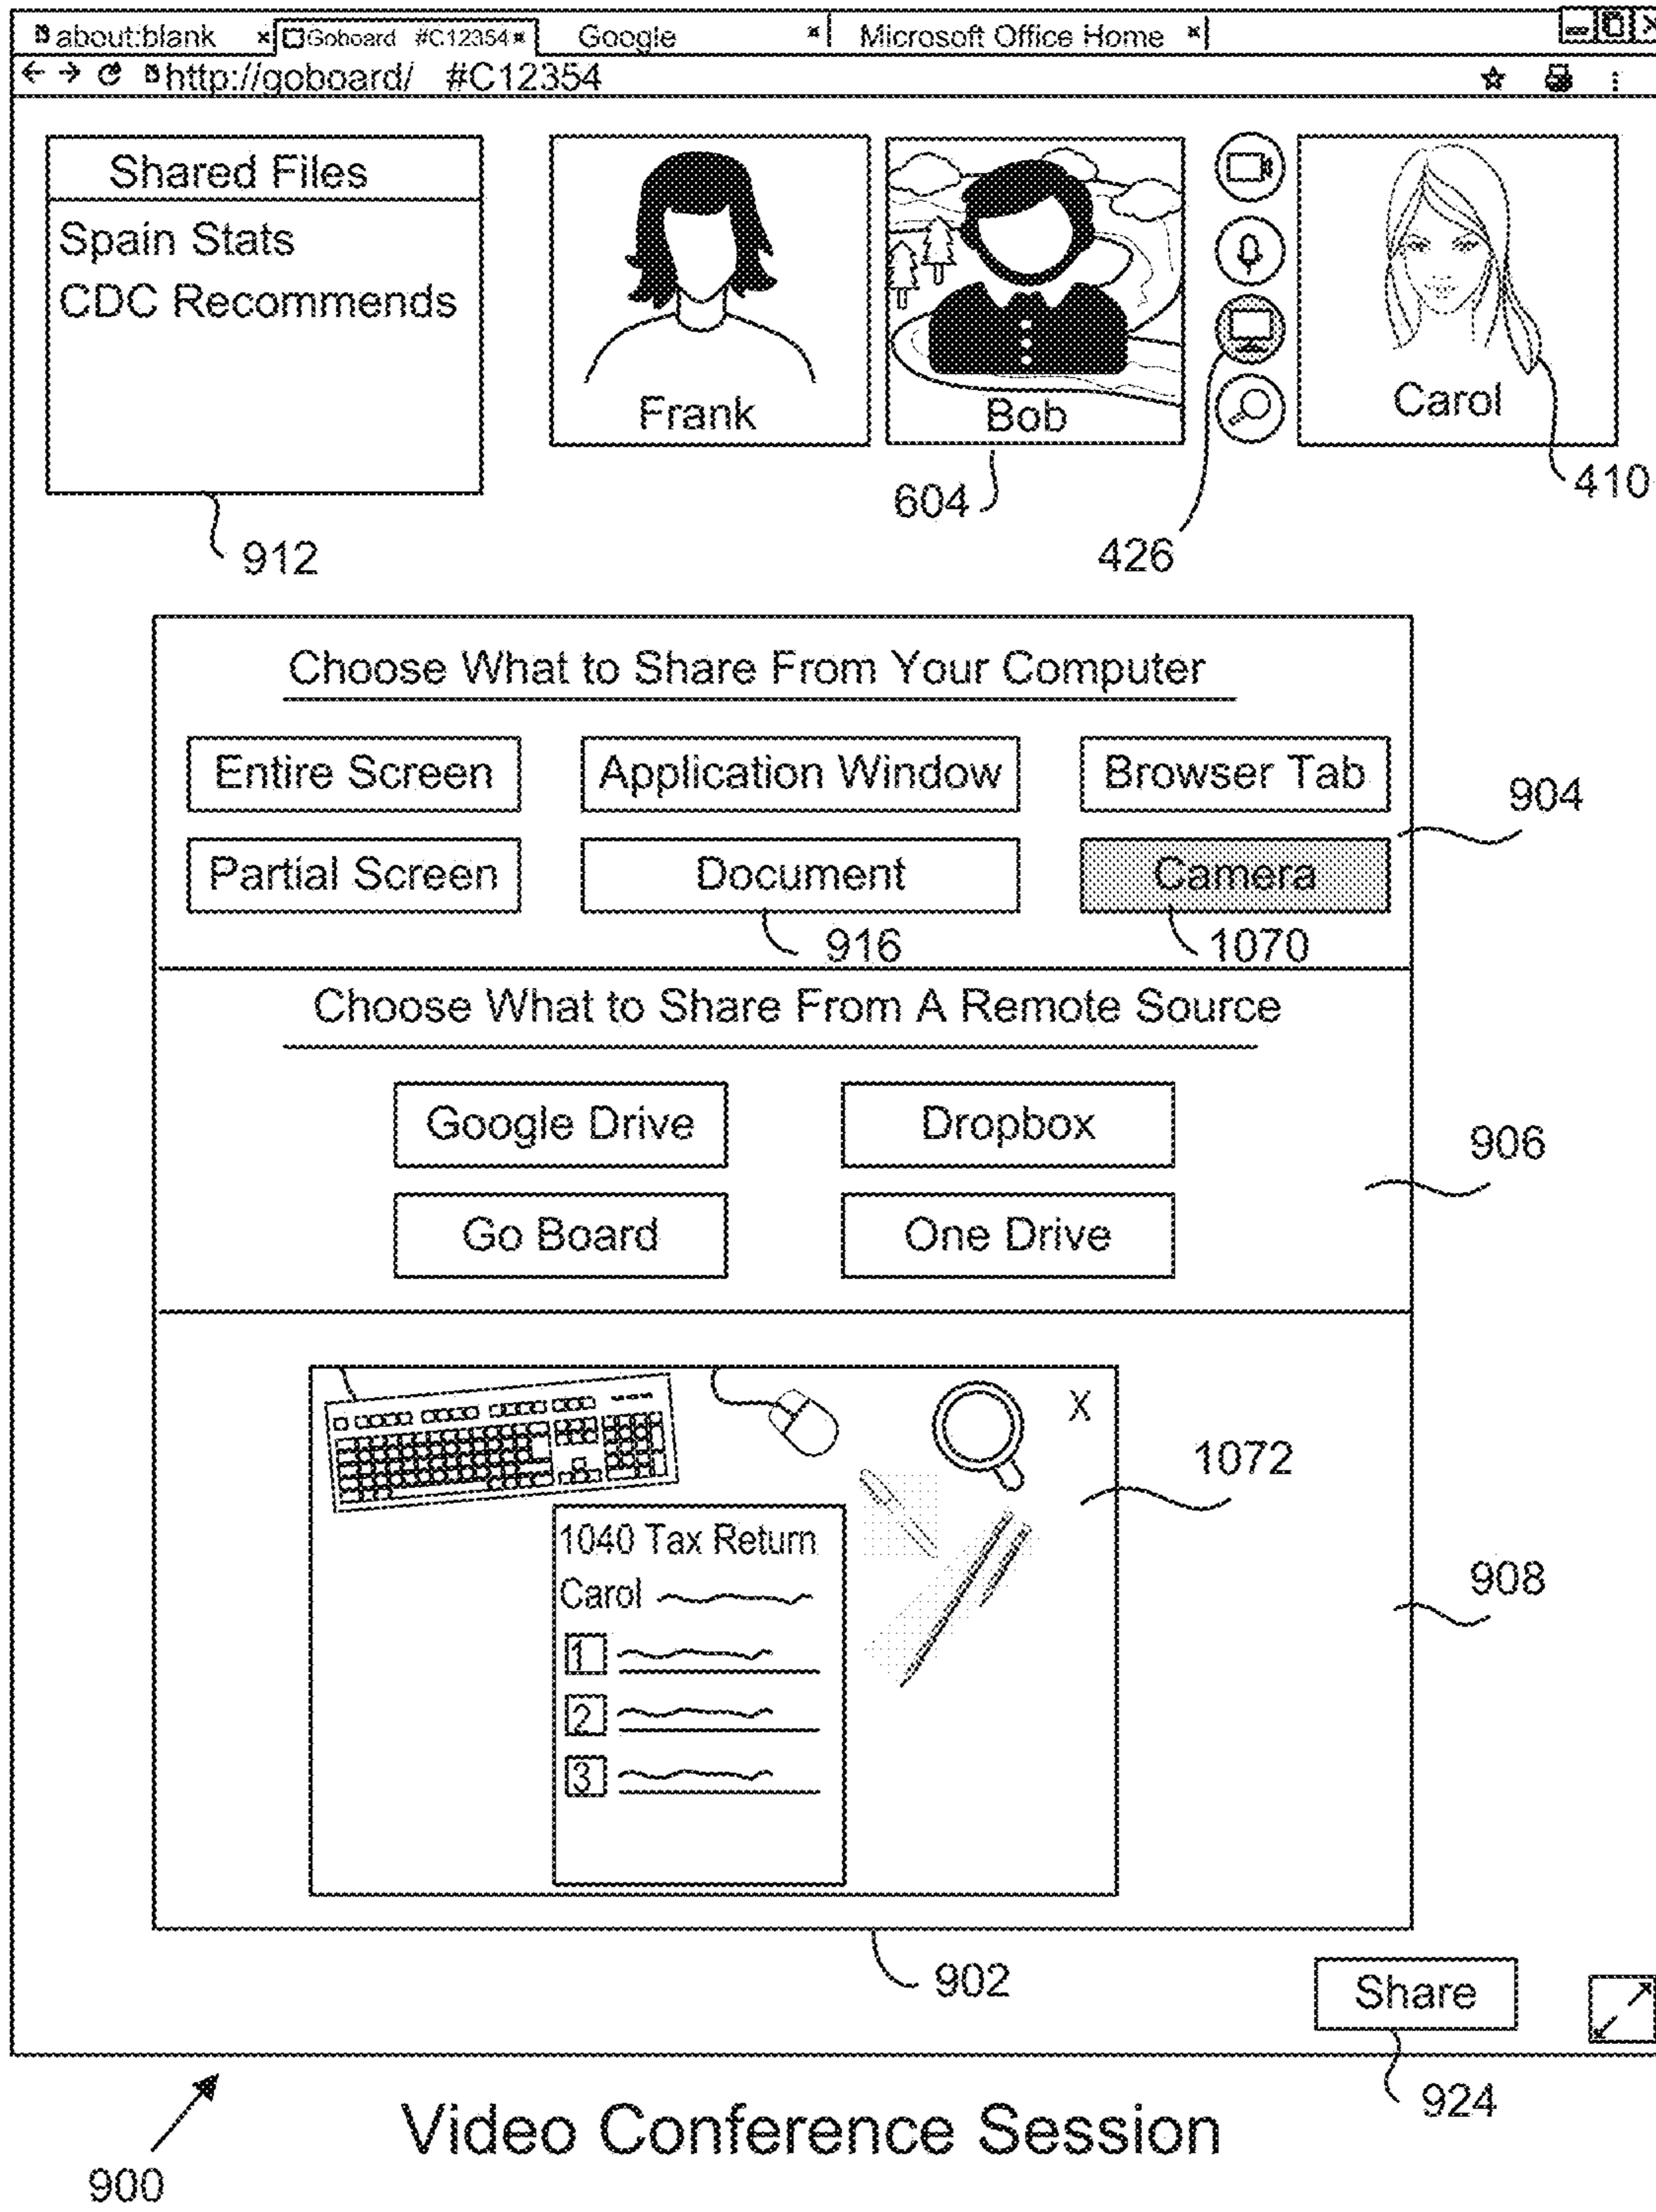 about:blank × Goboard #C12354 × Google × Microsoft Office Home ×
http://goboard/ #C12354
Shared Files
Spain Stats
CDC Recommends
Frank
Bob
Carol
604
410
912
426
Choose What to Share From Your Computer
Entire Screen Application Window Browser Tab
904
Partial Screen Document Camera
916 1070
Choose What to Share From A Remote Source
Google Drive Dropbox
906
Go Board One Drive
X
1072
1040 Tax Return
Carol
908
1
2
3
902
Share
924
Video Conference Session
900